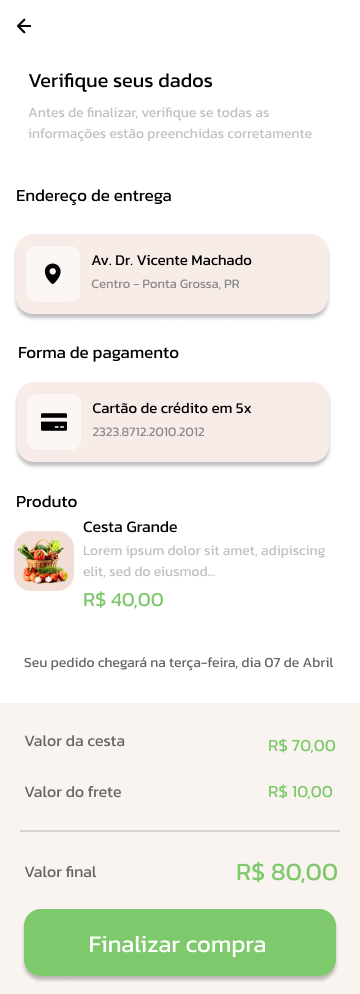 Verifique seus dados
Antes de finalizar, verifique se todas as
informações estão preenchidas corretamente
Endereço de entrega
Av. Dr. Vicente Machado
Centro - Ponta Grossa, PR
Forma de pagamento
Cartão de crédito em 5x
2323.8712.2010.2012
Produto
Cesta Grande
Lorem ipsum dolor sit amet, adipiscing
elit, sed do eiusmod...
R$ 40,00
Seu pedido chegará na terça-feira, dia 07 de Abril
Valor da cesta R$ 70,00
Valor do frete R$ 10,00
Valor final R$ 80,00
Finalizar compra